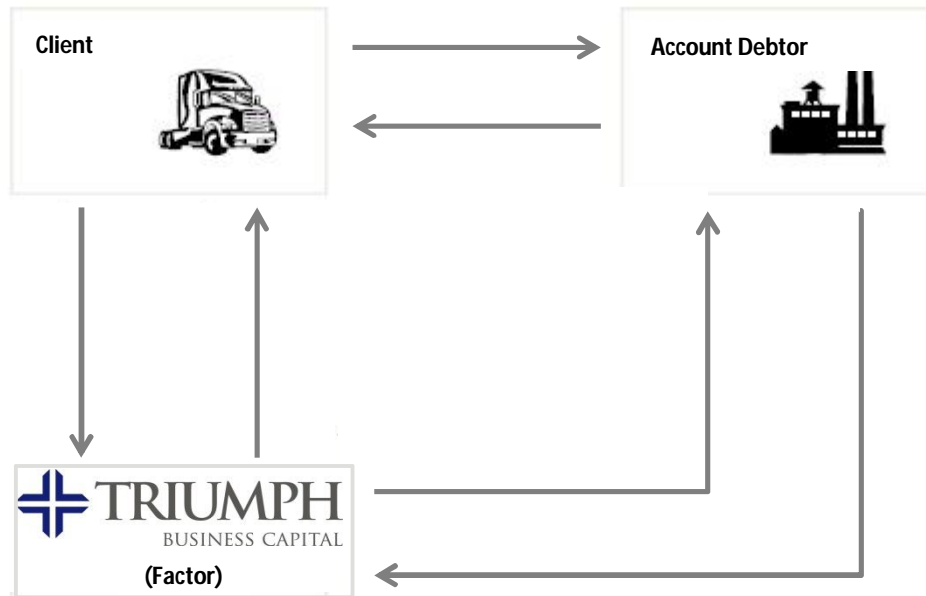 Client
Account Debtor
TRIUMPH
BUSINESS CAPITAL
(Factor)